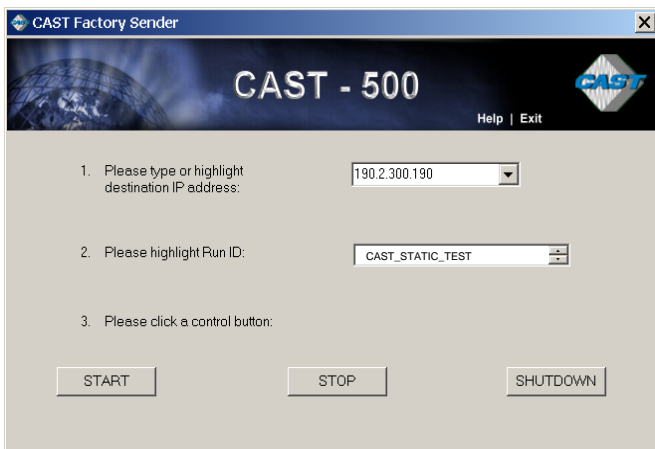 CAST Factory Sender
CAST - 500
CAST
Help | Exit
1. Please type or highlight
destination IP address:
190.2.300.190
2. Please highlight Run ID:
CAST_STATIC_TEST
3. Please click a control button:
START
STOP
SHUTDOWN